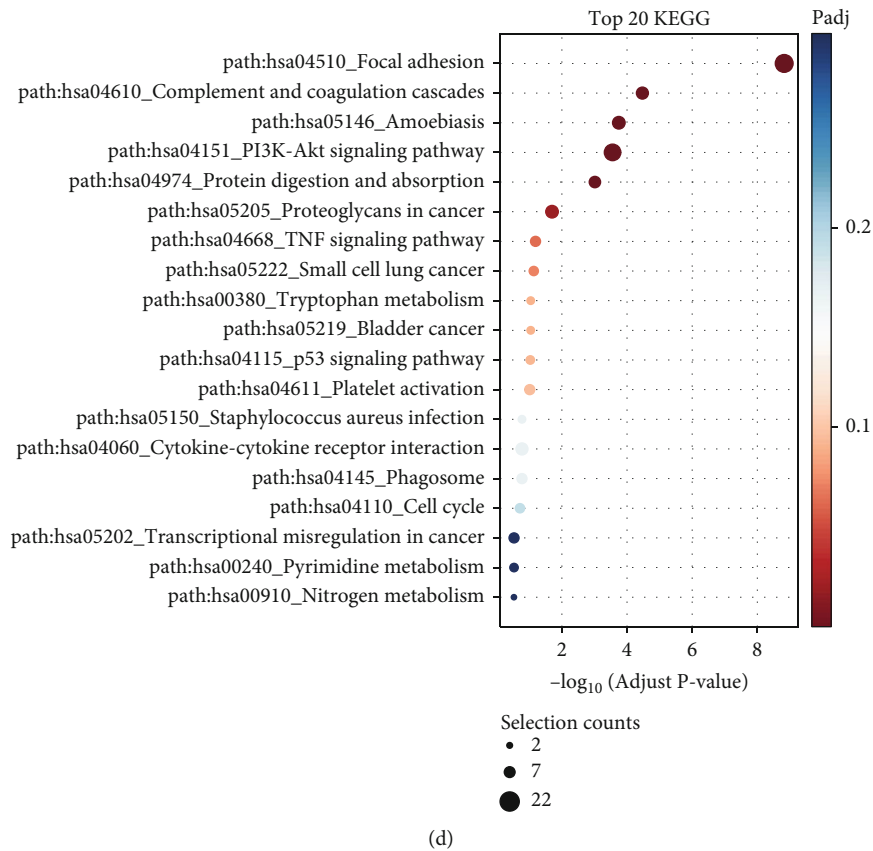 Top 20 KEGG
Padj
path:hsa04510_Focal adhesion
path:hsa04610_Complement and coagulation cascades
path:hsa05146_Amoebiasis
path:hsa04151_PI3K-Akt signaling pathway
path:hsa04974_Protein digestion and absorption
path:hsa05205_Proteoglycans in cancer
path:hsa04668_TNF signaling pathway
path:hsa05222_Small cell lung cancer
path:hsa00380_Tryptophan metabolism
path:hsa05219_Bladder cancer
path:hsa04115_p53 signaling pathway
path:hsa04611_Platelet activation
path:hsa05150_Staphylococcus aureus infection
path:hsa04060_Cytokine-cytokine receptor interaction
path:hsa04145_Phagosome
path:hsa04110_Cell cycle
path:hsa05202_Transcriptional misregulation in cancer
path:hsa00240_Pyrimidine metabolism
path:hsa00910_Nitrogen metabolism
0.2
0.1
2 4 6 8
–log10 (Adjust P-value)
Selection counts
2
7
22
(d)